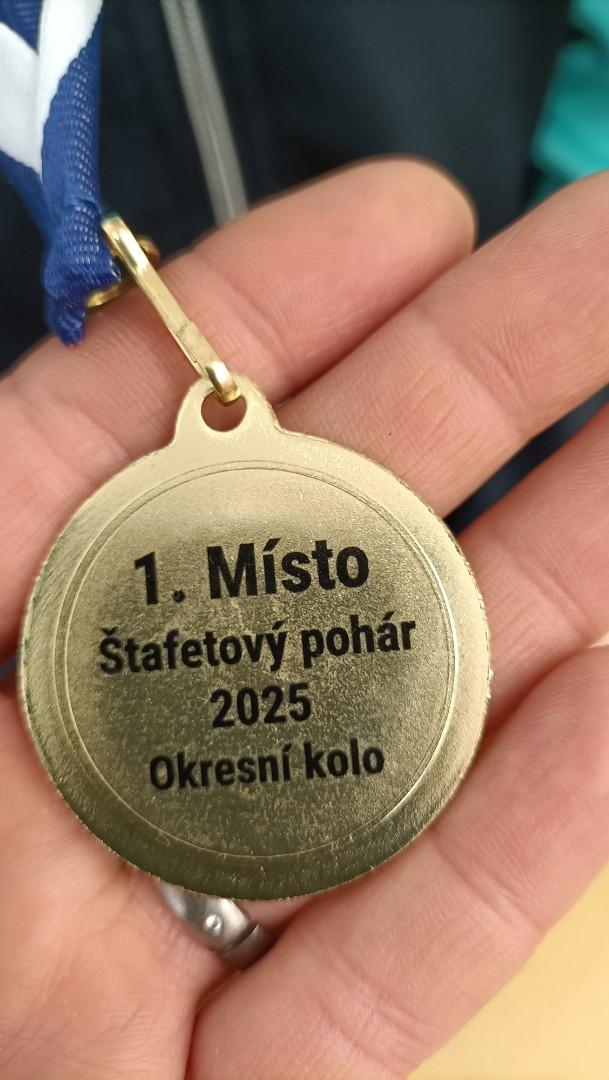 1. Místo
Štafetový pohár
2025
Okresní kolo